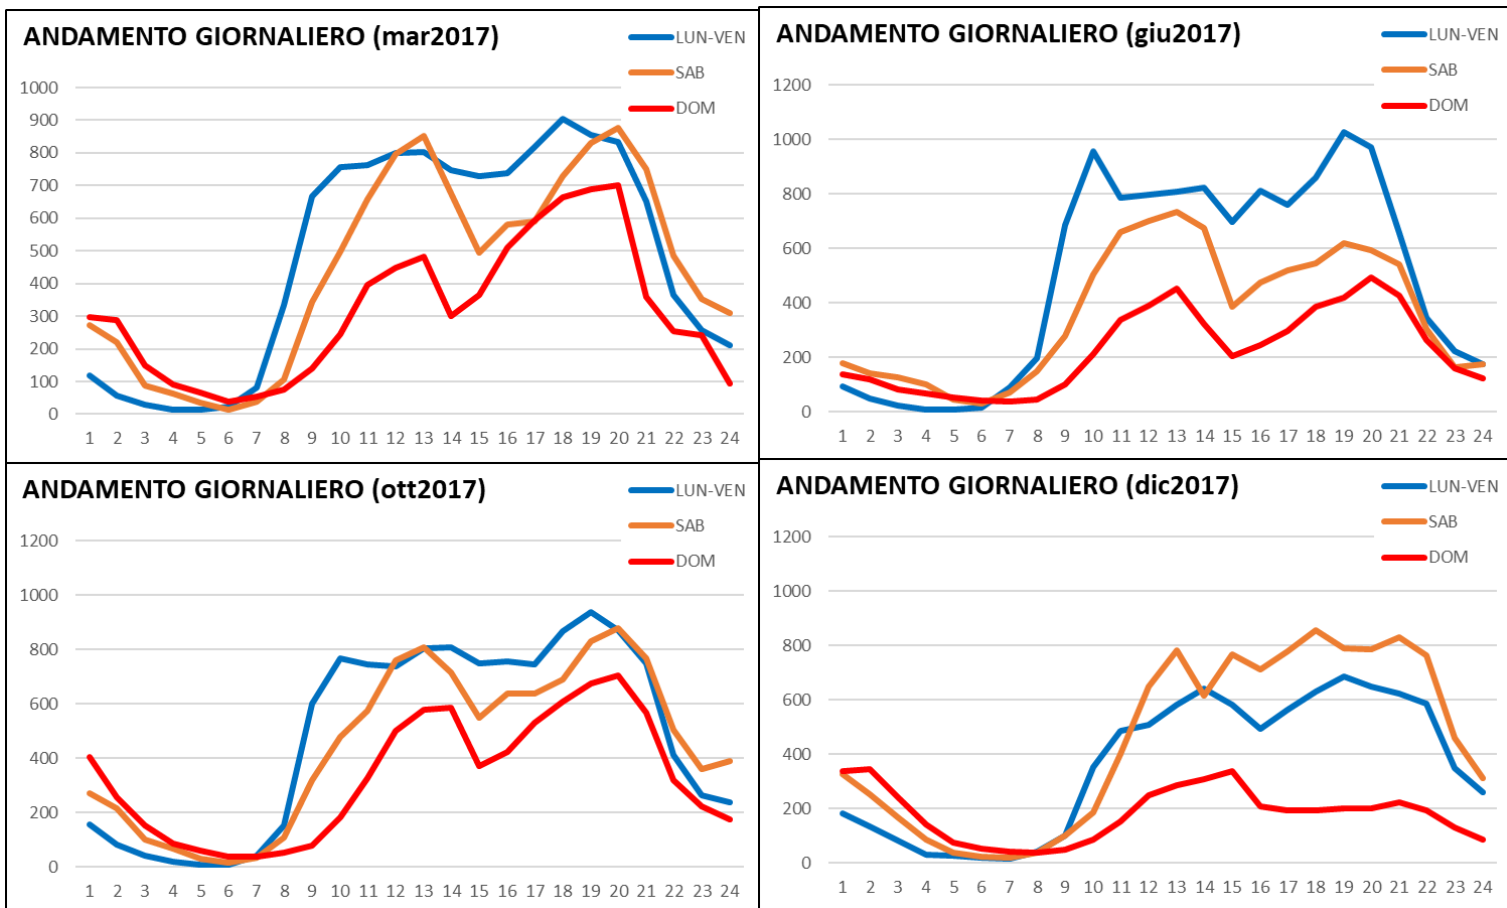 ANDAMENTO GIORNALIERO (mar2017)
LUN-VEN
SAB
DOM
1000
900
800
700
600
500
400
300
200
100
0
1 2 3 4 5 6 7 8 9 10 11 12 13 14 15 16 17 18 19 20 21 22 23 24
ANDAMENTO GIORNALIERO (giu2017)
LUN-VEN
SAB
DOM
1200
1000
800
600
400
200
0
1 2 3 4 5 6 7 8 9 10 11 12 13 14 15 16 17 18 19 20 21 22 23 24
ANDAMENTO GIORNALIERO (ott2017)
LUN-VEN
SAB
DOM
1200
1000
800
600
400
200
0
1 2 3 4 5 6 7 8 9 10 11 12 13 14 15 16 17 18 19 20 21 22 23 24
ANDAMENTO GIORNALIERO (dic2017)
LUN-VEN
SAB
DOM
1200
1000
800
600
400
200
0
1 2 3 4 5 6 7 8 9 10 11 12 13 14 15 16 17 18 19 20 21 22 23 24